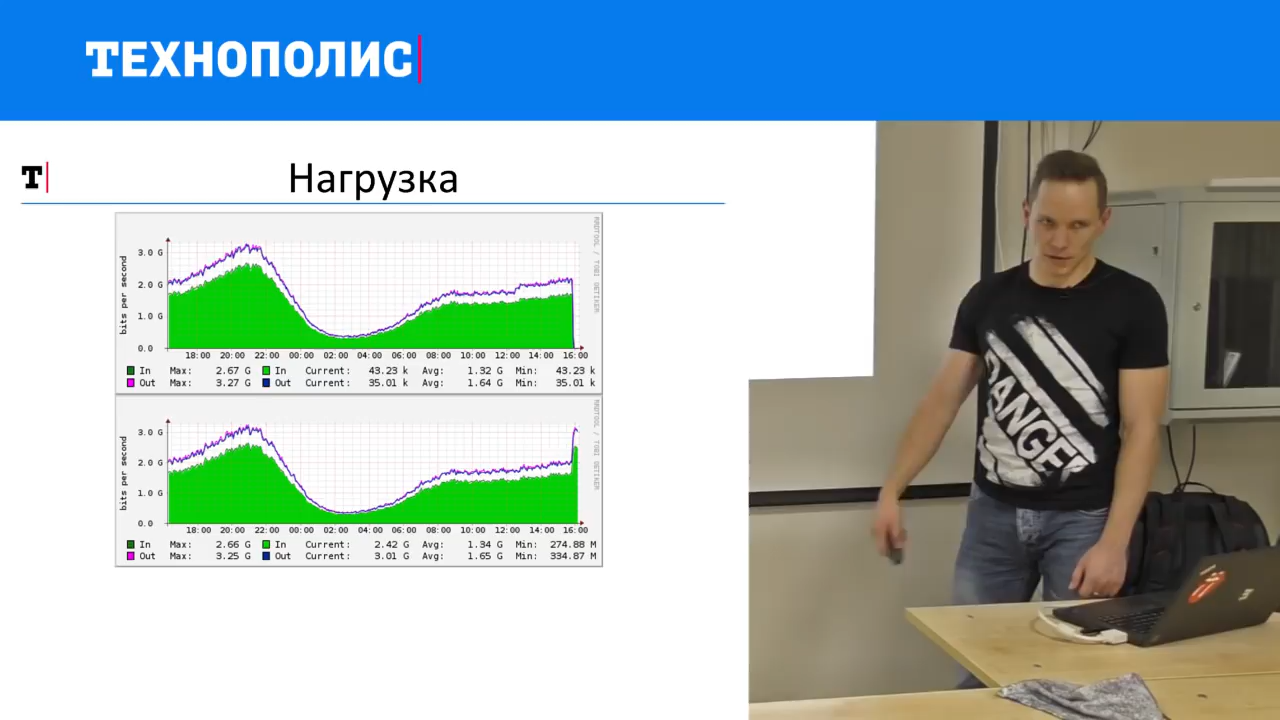 ТЕХНОПОЛИС
T
Нагрузка
RRDTOOL / TOBI OETIKER
bits per second
3.0 G
2.0 G
1.0 G
0.0
18:00 20:00 22:00 00:00 02:00 04:00 06:00 08:00 10:00 12:00 14:00 16:00
In Max: 2.67 G In Current: 43.23 k Avg: 1.32 G Min: 43.23 k
Out Max: 3.27 G Out Current: 35.01 k Avg: 1.64 G Min: 35.01 k
RRDTOOL / TOBI OETIKER
bits per second
3.0 G
2.0 G
1.0 G
0.0
18:00 20:00 22:00 00:00 02:00 04:00 06:00 08:00 10:00 12:00 14:00 16:00
In Max: 2.66 G In Current: 2.42 G Avg: 1.34 G Min: 274.88 M
Out Max: 3.25 G Out Current: 3.01 G Avg: 1.65 G Min: 334.87 M
DANGER